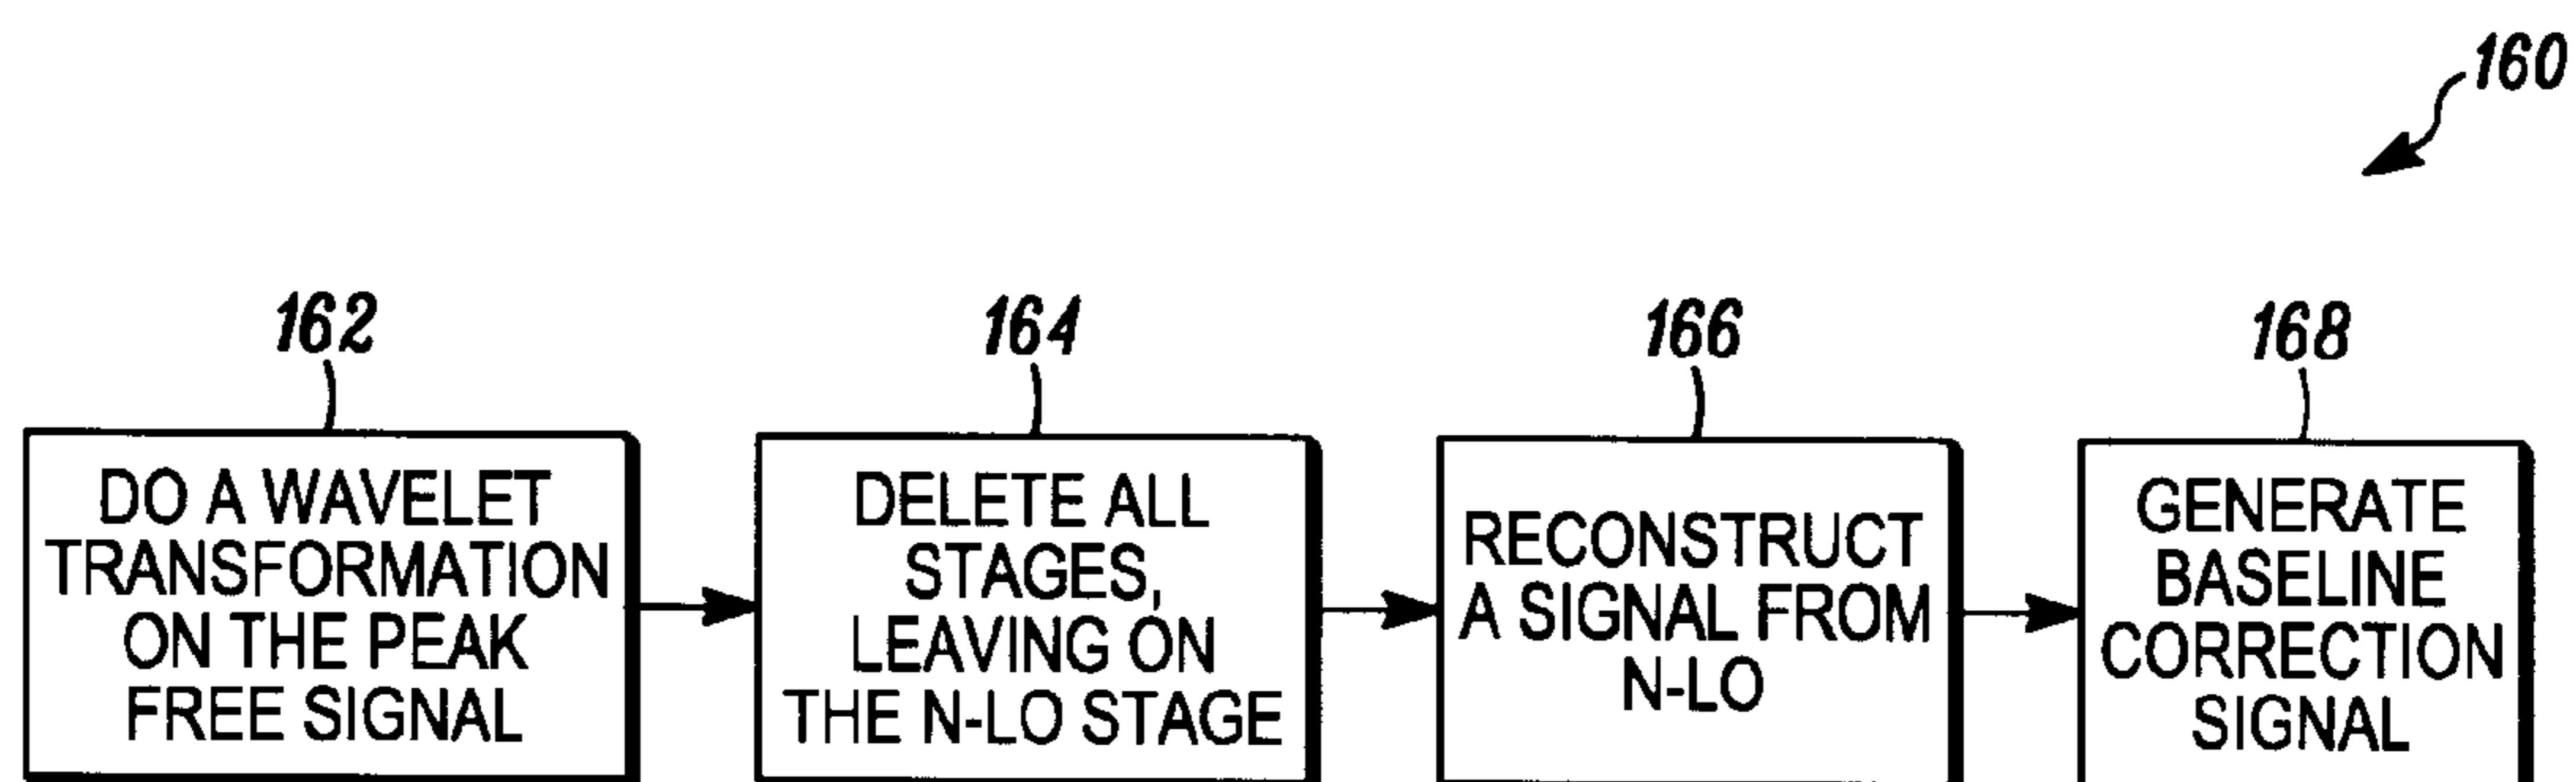 160
162
DO A WAVELET
TRANSFORMATION
ON THE PEAK
FREE SIGNAL
164
DELETE ALL
STAGES,
LEAVING ON
THE N-LO STAGE
166
RECONSTRUCT
A SIGNAL FROM
N-LO
168
GENERATE
BASELINE
CORRECTION
SIGNAL